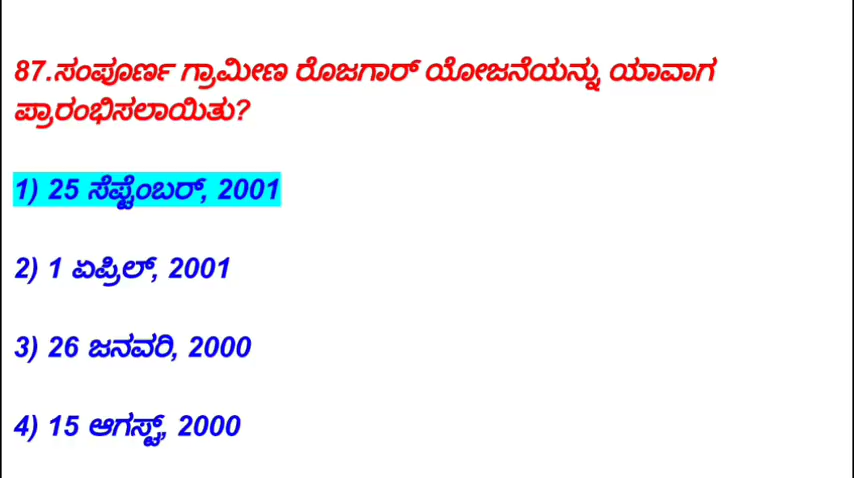 87.ಸಂಪೂರ್ಣ ಗ್ರಾಮೀಣ ರೊಜಗಾರ್ ಯೋಜನೆಯನ್ನು ಯಾವಾಗ
ಪ್ರಾರಂಭಿಸಲಾಯಿತು?
1) 25 ಸೆಪ್ಟೆಂಬರ್, 2001
2) 1 ಏಪ್ರಿಲ್, 2001
3) 26 ಜನವರಿ, 2000
4) 15 ಆಗಸ್ಟ್, 2000